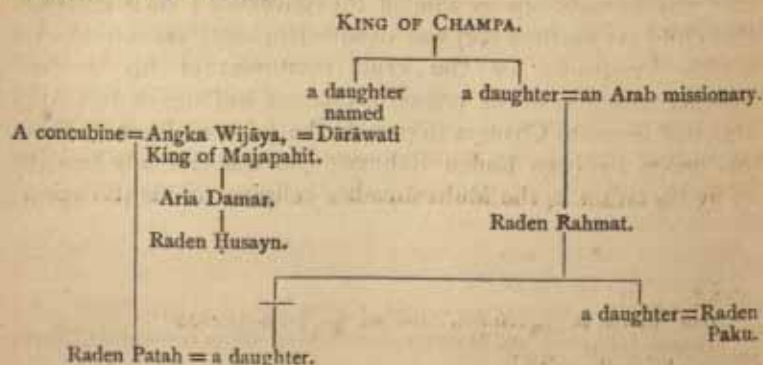 KING OF CHAMPA.
a daughter
named
Dārāwati
a daughter=an Arab missionary.
A concubine=Angka Wijāya, =
King of Majapahit.
Aria Damar.
Raden Ḥusayn.
Raden Rahmat.
a daughter=Raden
Paku.
Raden Patah = a daughter.